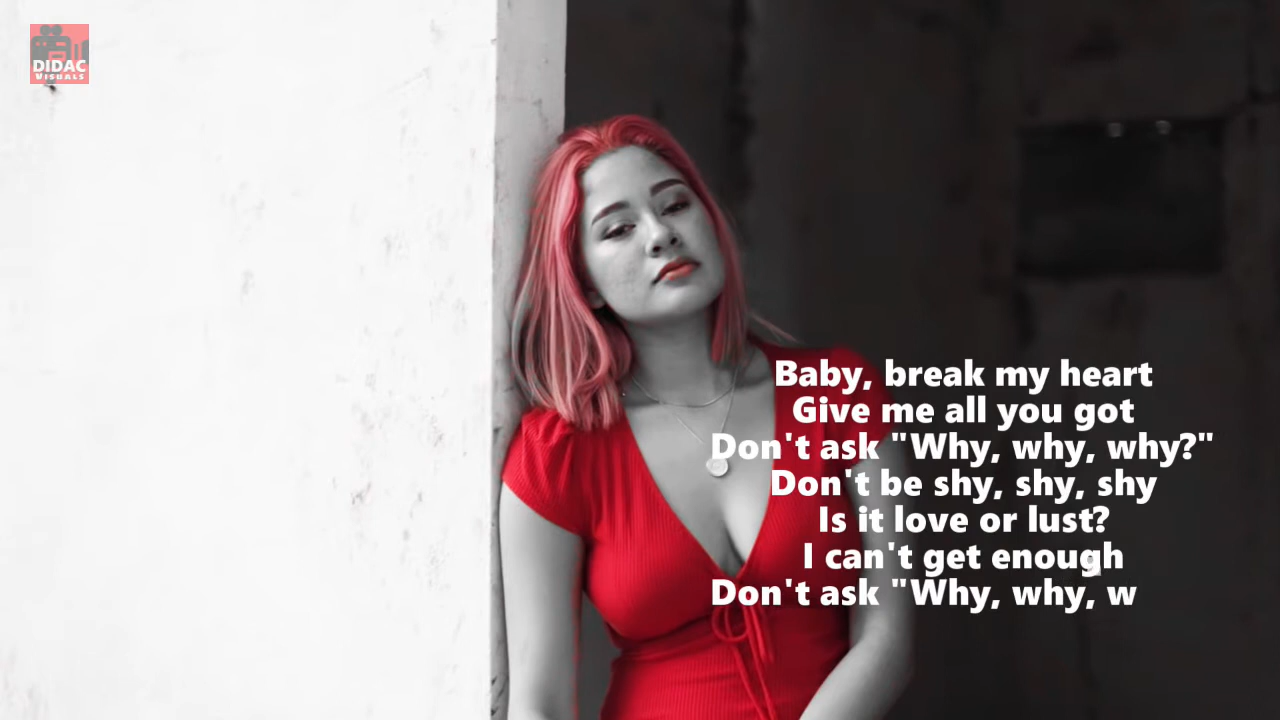 DIDAC
VISUALS
Baby, break my heart
Give me all you got
Don't ask "Why, why, why?"
Don't be shy, shy, shy
Is it love or lust?
I can't get enough
Don't ask "Why, why, w